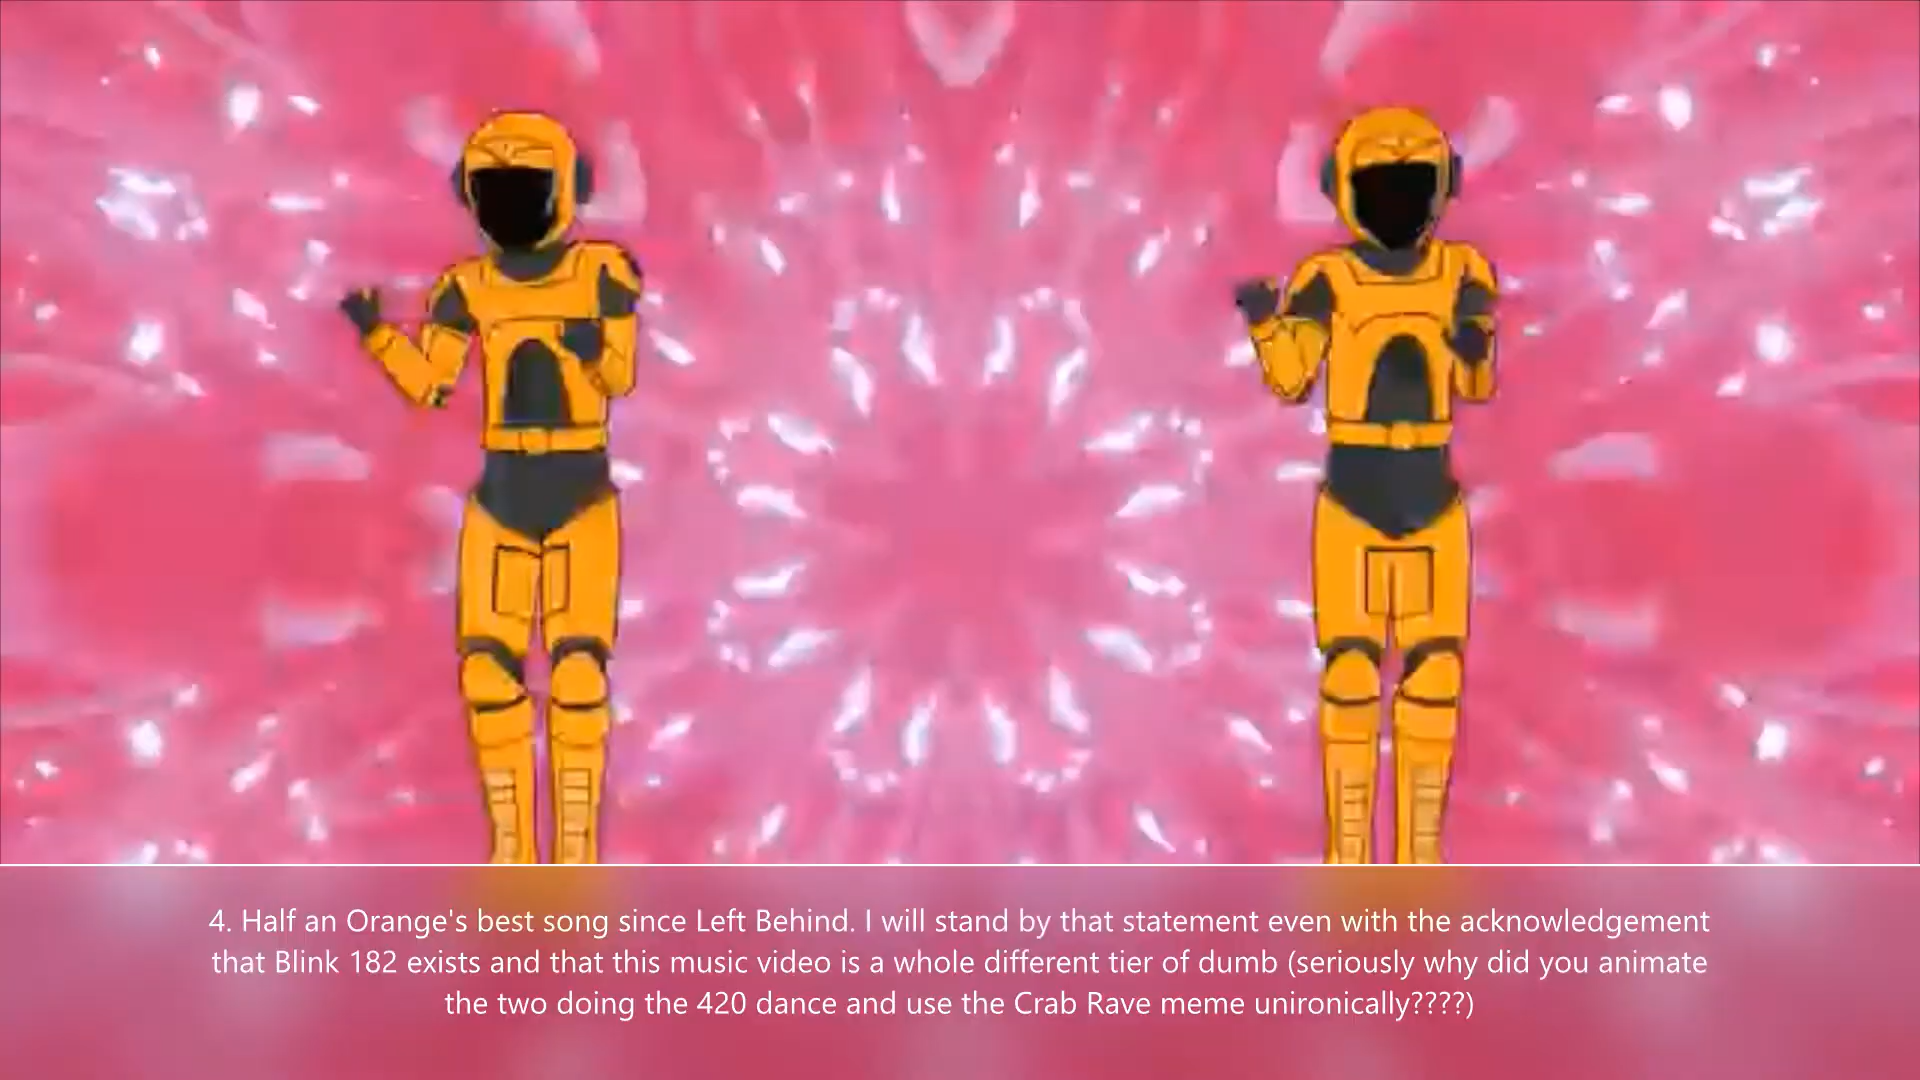 4. Half an Orange's best song since Left Behind. I will stand by that statement even with the acknowledgement
that Blink 182 exists and that this music video is a whole different tier of dumb (seriously why did you animate
the two doing the 420 dance and use the Crab Rave meme unironically????)